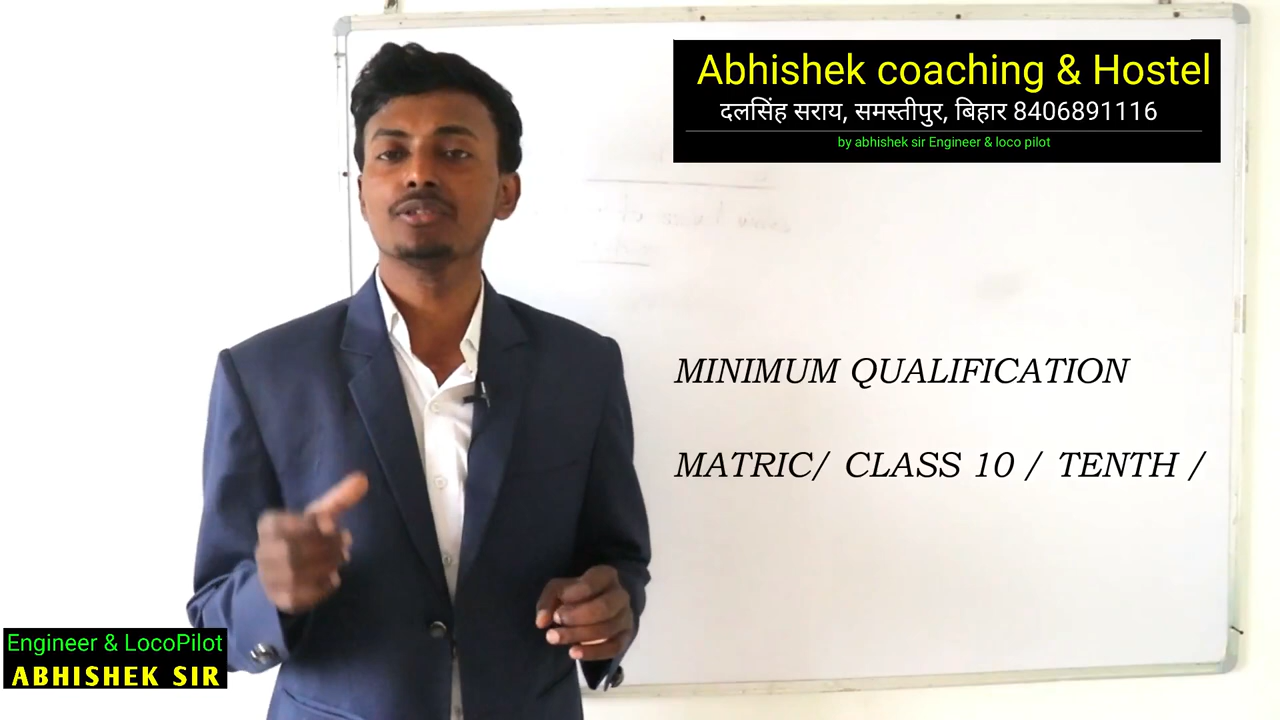 Abhishek coaching & Hostel
दलसिंह सराय, समस्तीपुर, बिहार 8406891116
by abhishek sir Engineer & loco pilot
MINIMUM QUALIFICATION
MATRIC/ CLASS 10 / TENTH /
Engineer & LocoPilot
ABHISHEK SIR